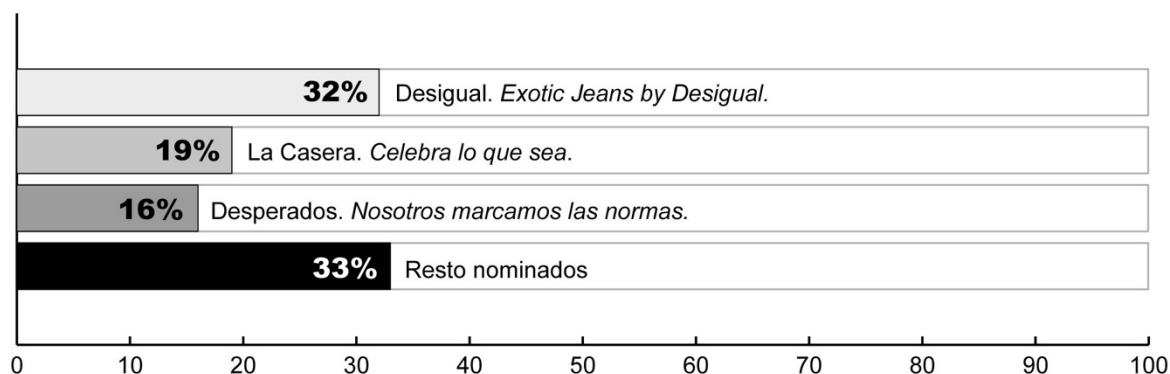 32% Desigual. Exotic Jeans by Desigual.
19% La Casera. Celebra lo que sea.
16% Desperados. Nosotros marcamos las normas.
33% Resto nominados
0 10 20 30 40 50 60 70 80 90 100